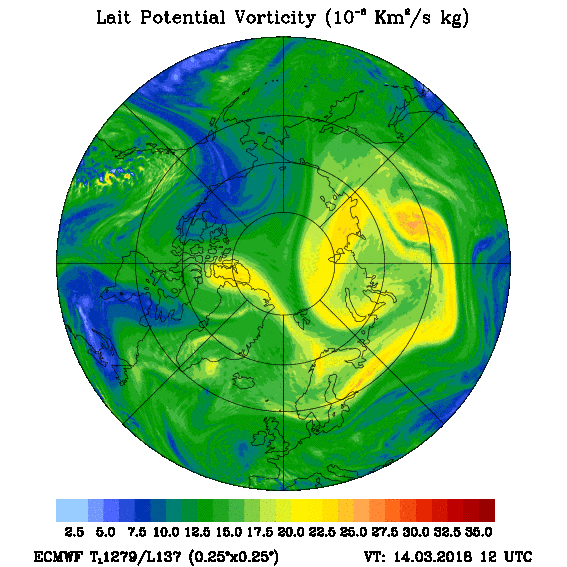 Lait Potential Vorticity (10⁻⁶ Km²/s kg)
2.5 5.0 7.5 10.0 12.5 15.0 17.5 20.0 22.5 25.0 27.5 30.0 32.5 35.0
ECMWF T_L1279/L137 (0.25°x0.25°) VT: 14.03.2018 12 UTC